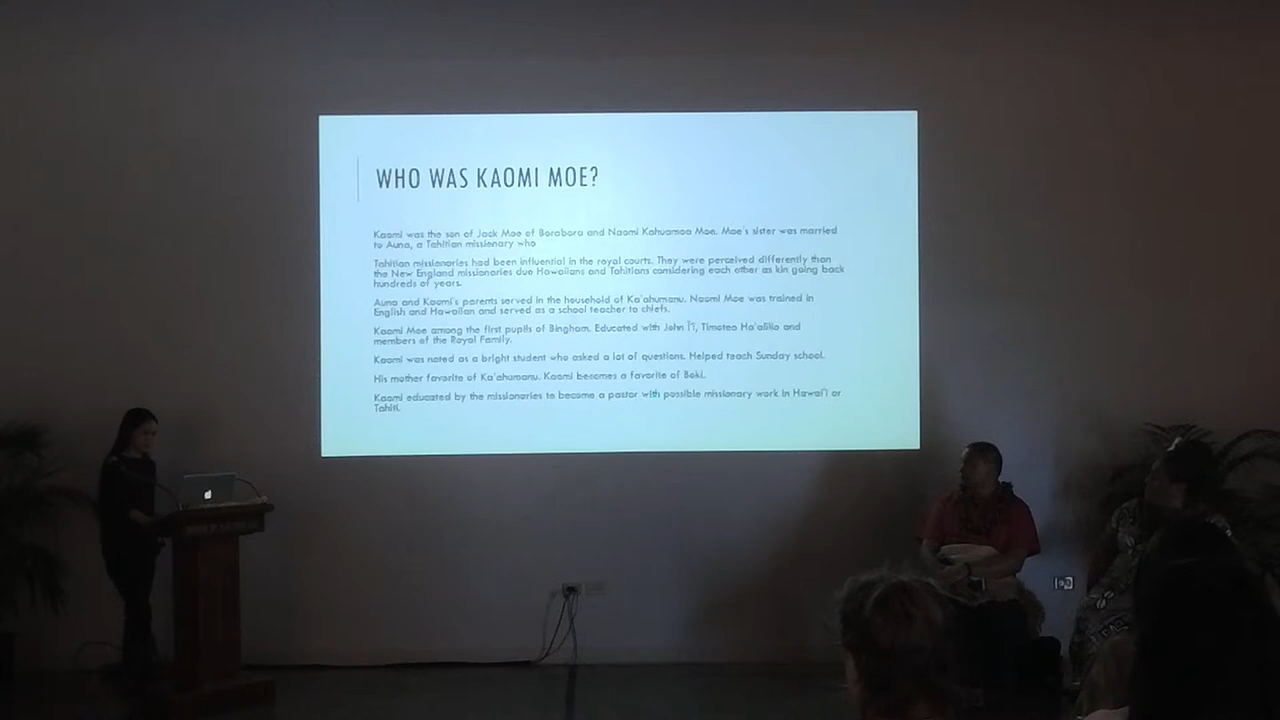 WHO WAS KAOMI MOE?
Kaomi was the son of Jack Moe of Borabora and Naomi Kahuamoa Moe. Moe's sister was married
to Auna, a Tahitian missionary who
Tahitian missionaries had been influential in the royal courts. They were perceived differently than
the New England missionaries due Hawaiians and Tahitians considering each other as kin going back
hundreds of years.
Auna and Kaomi's parents served in the household of Ka'ahumanu. Naomi Moe was trained in
English and Hawaiian and served as a school teacher to chiefs.
Kaomi Moe among the first pupils of Bingham. Educated with John Īʻī, Timoteo Ha'alilio and
members of the Royal Family.
Kaomi was noted as a bright student who asked a lot of questions. Helped teach Sunday school.
His mother favorite of Ka'ahumanu. Kaomi becomes a favorite of Boki.
Kaomi educated by the missionaries to become a pastor with possible missionary work in Hawai'i or
Tahiti.